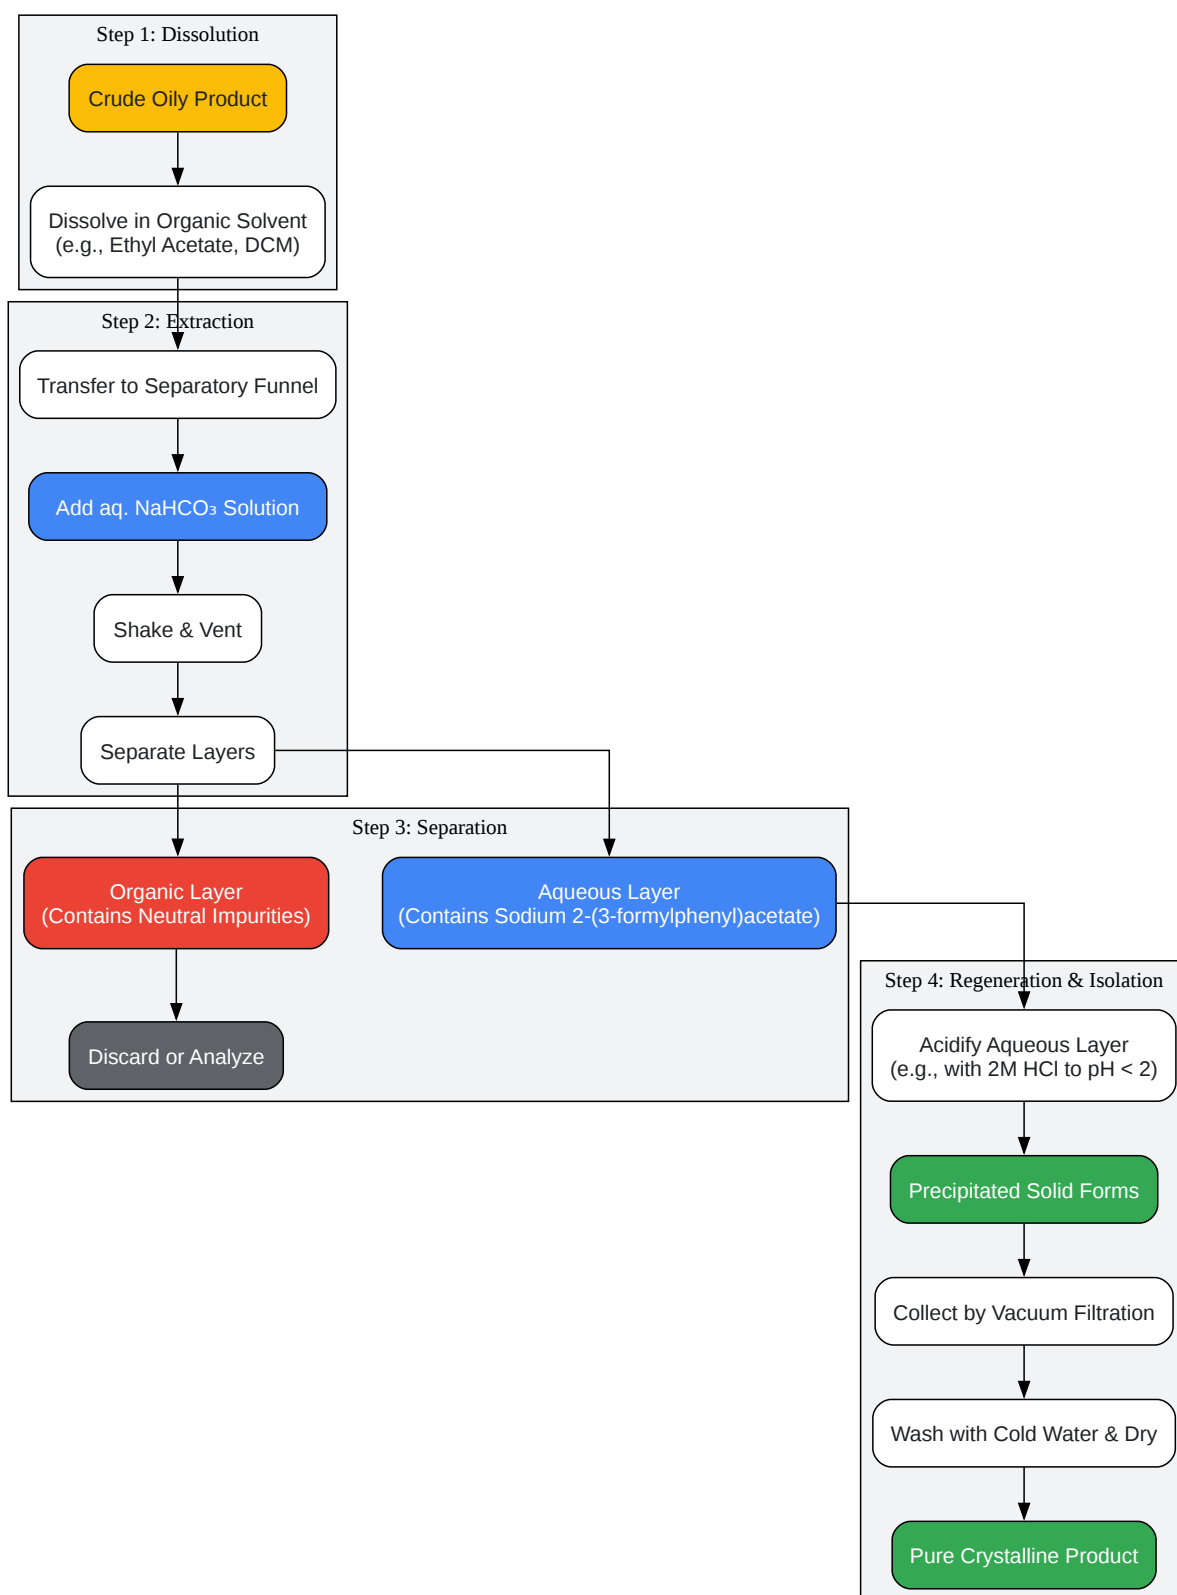 Step 1: Dissolution
Crude Oily Product
Dissolve in Organic Solvent
(e.g., Ethyl Acetate, DCM)
Step 2: Extraction
Transfer to Separatory Funnel
Add aq. NaHCO₃ Solution
Shake & Vent
Separate Layers
Step 3: Separation
Organic Layer
(Contains Neutral Impurities)
Aqueous Layer
(Contains Sodium 2-(3-formylphenyl)acetate)
Discard or Analyze
Step 4: Regeneration & Isolation
Acidify Aqueous Layer
(e.g., with 2M HCl to pH < 2)
Precipitated Solid Forms
Collect by Vacuum Filtration
Wash with Cold Water & Dry
Pure Crystalline Product